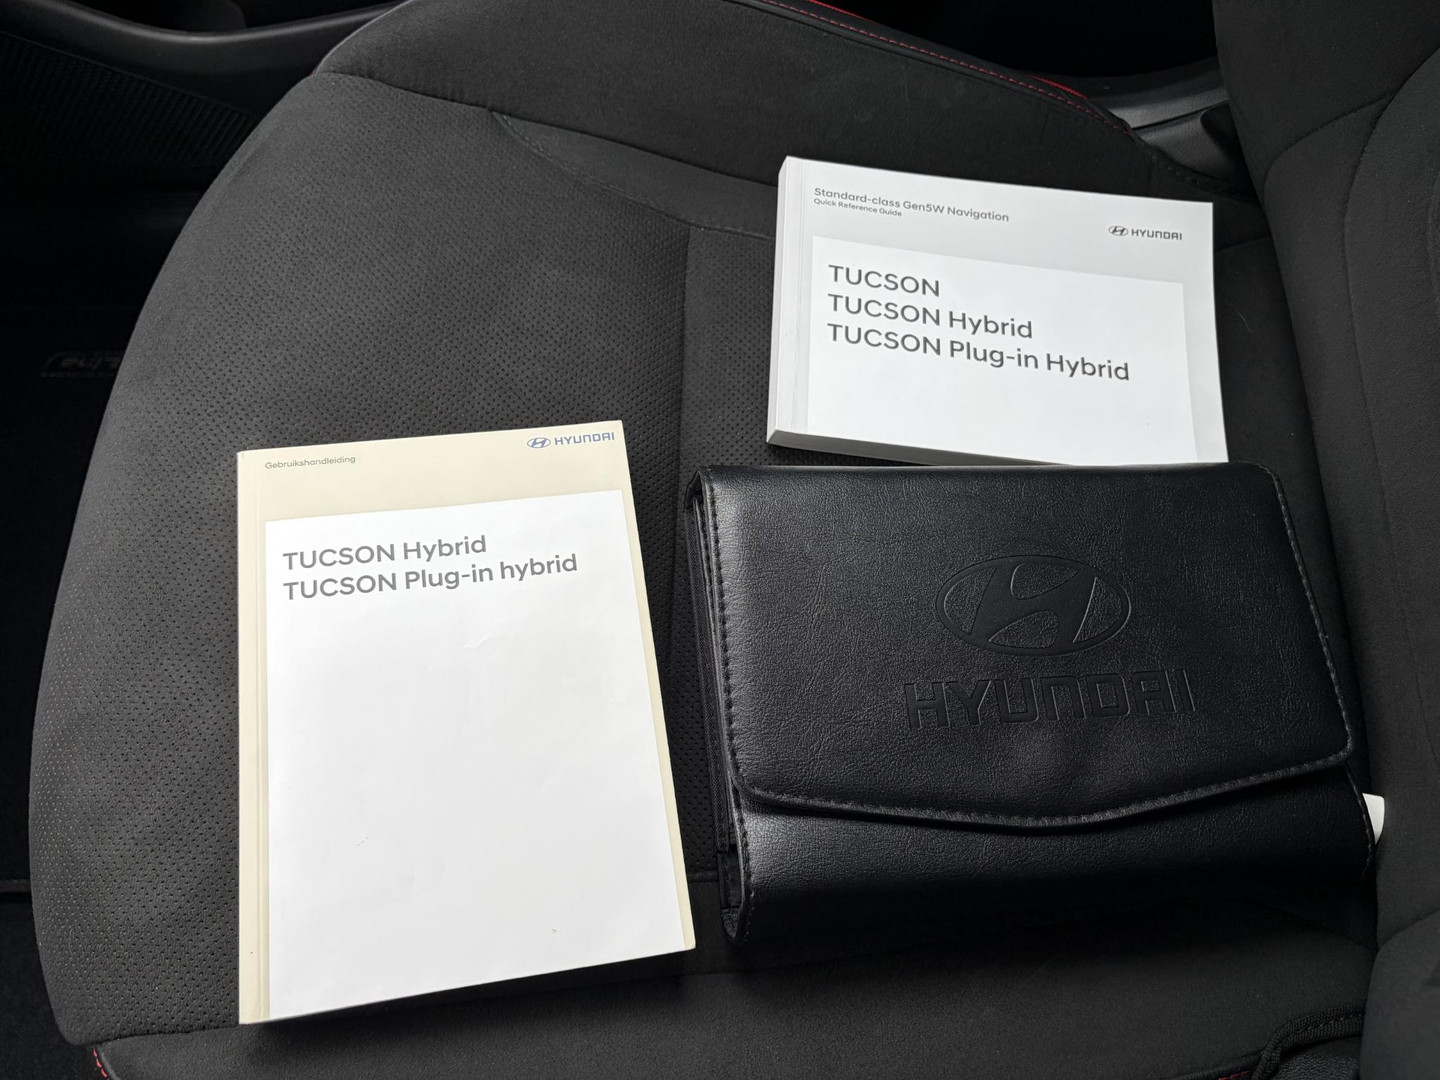 Standard-class Gen5W Navigation
Quick Reference Guide
HYUNDAI
TUCSON
TUCSON Hybrid
TUCSON Plug-in Hybrid
Gebruikshandleiding
HYUNDAI
TUCSON Hybrid
TUCSON Plug-in hybrid
HYUNDAI